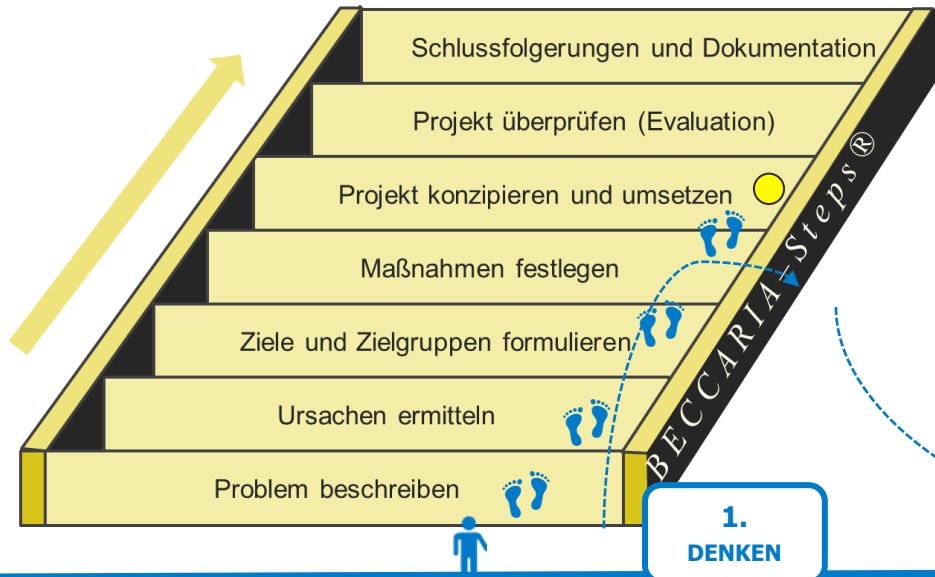 Schlussfolgerungen und Dokumentation
Projekt überprüfen (Evaluation)
Projekt konzipieren und umsetzen
Maßnahmen festlegen
Ziele und Zielgruppen formulieren
Ursachen ermitteln
Problem beschreiben
BECCARIA–Steps®
1.
DENKEN